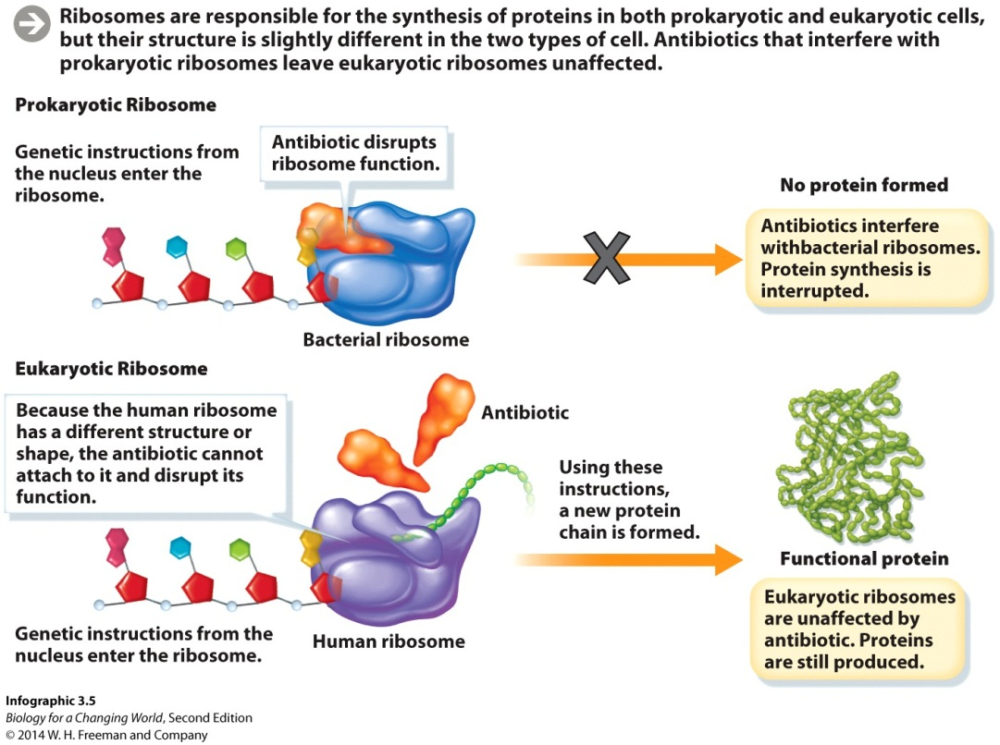 Ribosomes are responsible for the synthesis of proteins in both prokaryotic and eukaryotic cells,
but their structure is slightly different in the two types of cell. Antibiotics that interfere with
prokaryotic ribosomes leave eukaryotic ribosomes unaffected.
Prokaryotic Ribosome
Genetic instructions from
the nucleus enter the
ribosome.
Antibiotic disrupts
ribosome function.
Bacterial ribosome
No protein formed
Antibiotics interfere
withbacterial ribosomes.
Protein synthesis is
interrupted.
Eukaryotic Ribosome
Because the human ribosome
has a different structure or
shape, the antibiotic cannot
attach to it and disrupt its
function.
Antibiotic
Using these
instructions,
a new protein
chain is formed.
Functional protein
Eukaryotic ribosomes
are unaffected by
antibiotic. Proteins
are still produced.
Genetic instructions from the
nucleus enter the ribosome.
Human ribosome
Infographic 3.5
Biology for a Changing World, Second Edition
© 2014 W. H. Freeman and Company